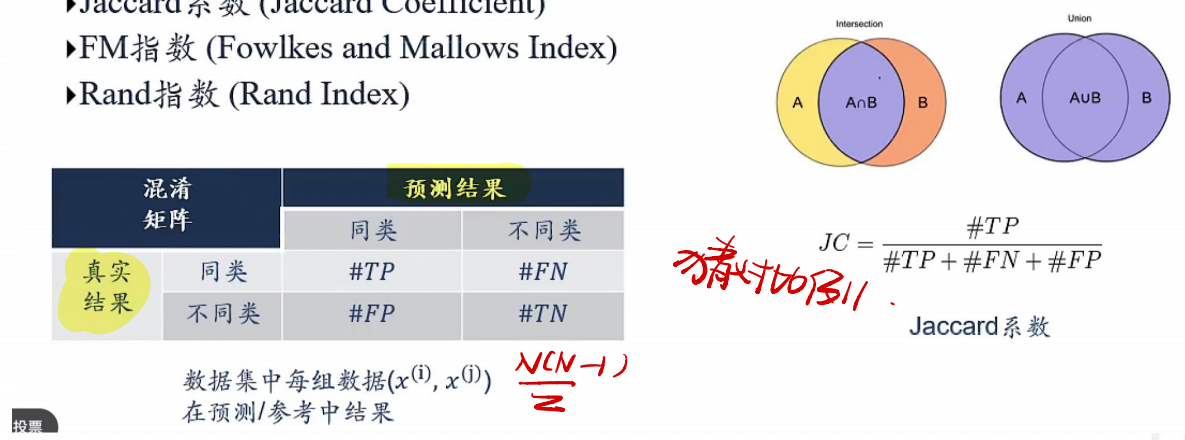 ▸Jaccard系数 (Jaccard Coefficient)
▸FM指数 (Fowlkes and Mallows Index)
▸Rand指数 (Rand Index)
Intersection
A
A∩B
B
Union
A
A∪B
B
混淆矩阵
预测结果
同类
不同类
真实结果
同类
#TP
#FN
不同类
#FP
#TN
数据集中每组数据(x⁽ⁱ⁾, x⁽ʲ⁾)
在预测/参考中结果
N(N-1)
2
JC = #TP / (#TP + #FN + #FP)
Jaccard系数
猜对的
投票